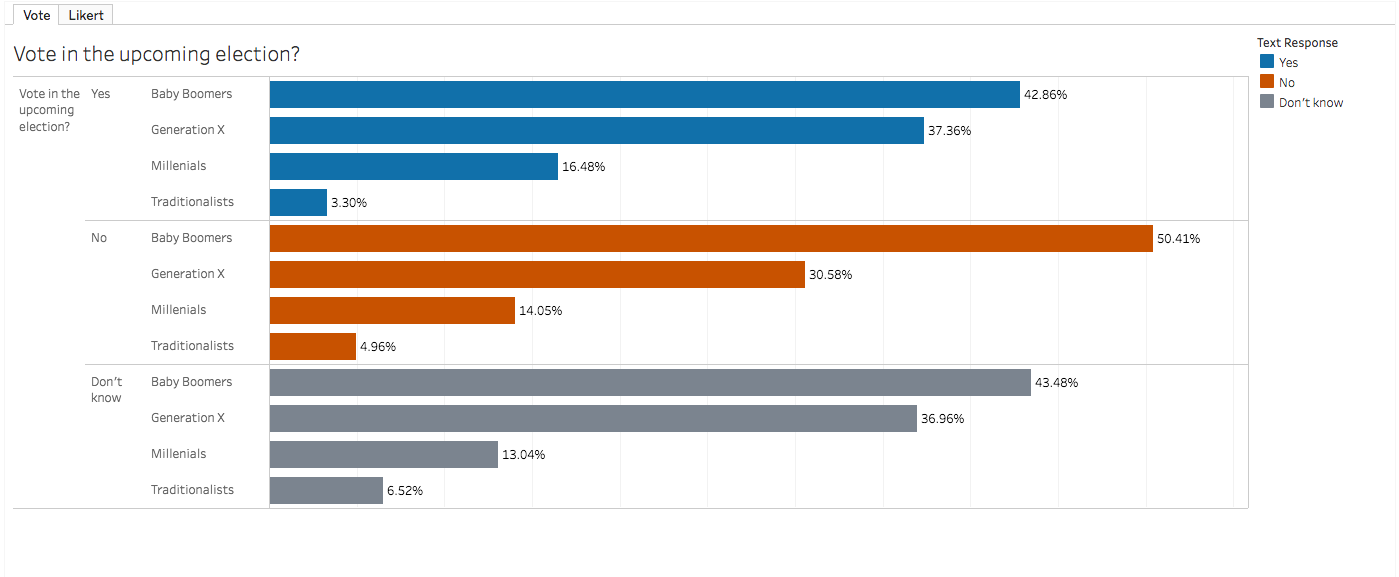 Vote Likert
Vote in the upcoming election?
Text Response
Yes
No
Don't know
Vote in the
upcoming
election?
Yes
Baby Boomers 42.86%
Generation X 37.36%
Millenials 16.48%
Traditionalists 3.30%
No
Baby Boomers 50.41%
Generation X 30.58%
Millenials 14.05%
Traditionalists 4.96%
Don't
know
Baby Boomers 43.48%
Generation X 36.96%
Millenials 13.04%
Traditionalists 6.52%